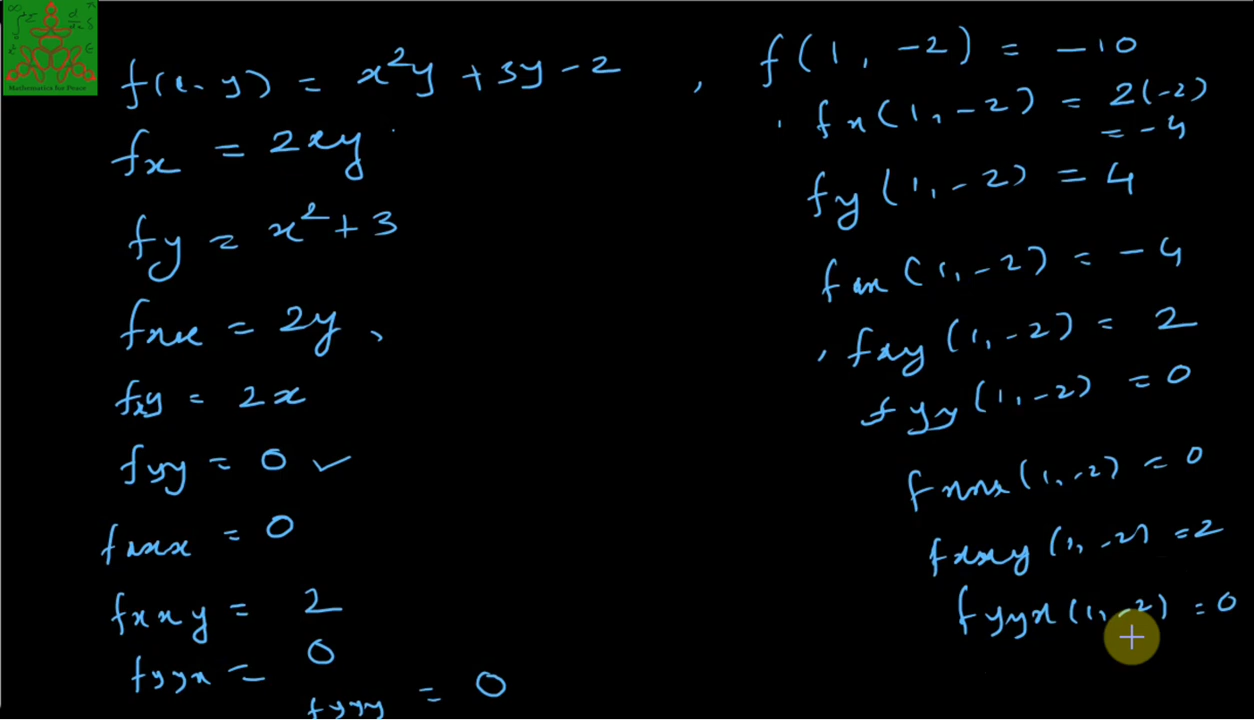 Mathematics for Peace
f(x, y) = x²y + 3y - 2 , f(1, -2) = -10
fx = 2xy
fy = x² + 3
fxx = 2y ,
fxy = 2x
fyy = 0 ✓
fxxx = 0
fxxy = 2
fyyx = 0
fyyy = 0
, fx(1, -2) = 2(-2)
= -4
fy(1, -2) = 4
fxx(1, -2) = -4
, fxy(1, -2) = 2
fyy(1, -2) = 0
fxxx(1, -2) = 0
fxxy(1, -2) = 2
fyyx(1, -2) = 0